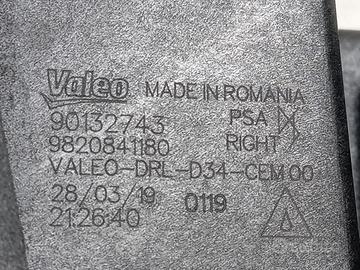 Valeo MADE IN ROMANIA
90132743 PSA
9820841180 RIGHT
VALEO-DRL-D34-CEM 00
28/03/19 0119
21:26:40